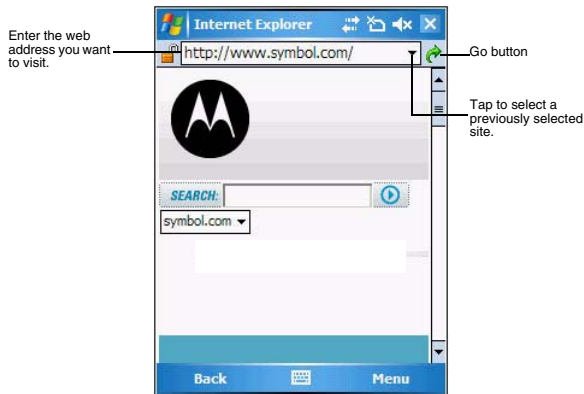 Internet Explorer
Enter the web
address you want
to visit.
http://www.symbol.com/
Go button
Tap to select a
previously selected
site.
SEARCH:
symbol.com
Back
Menu